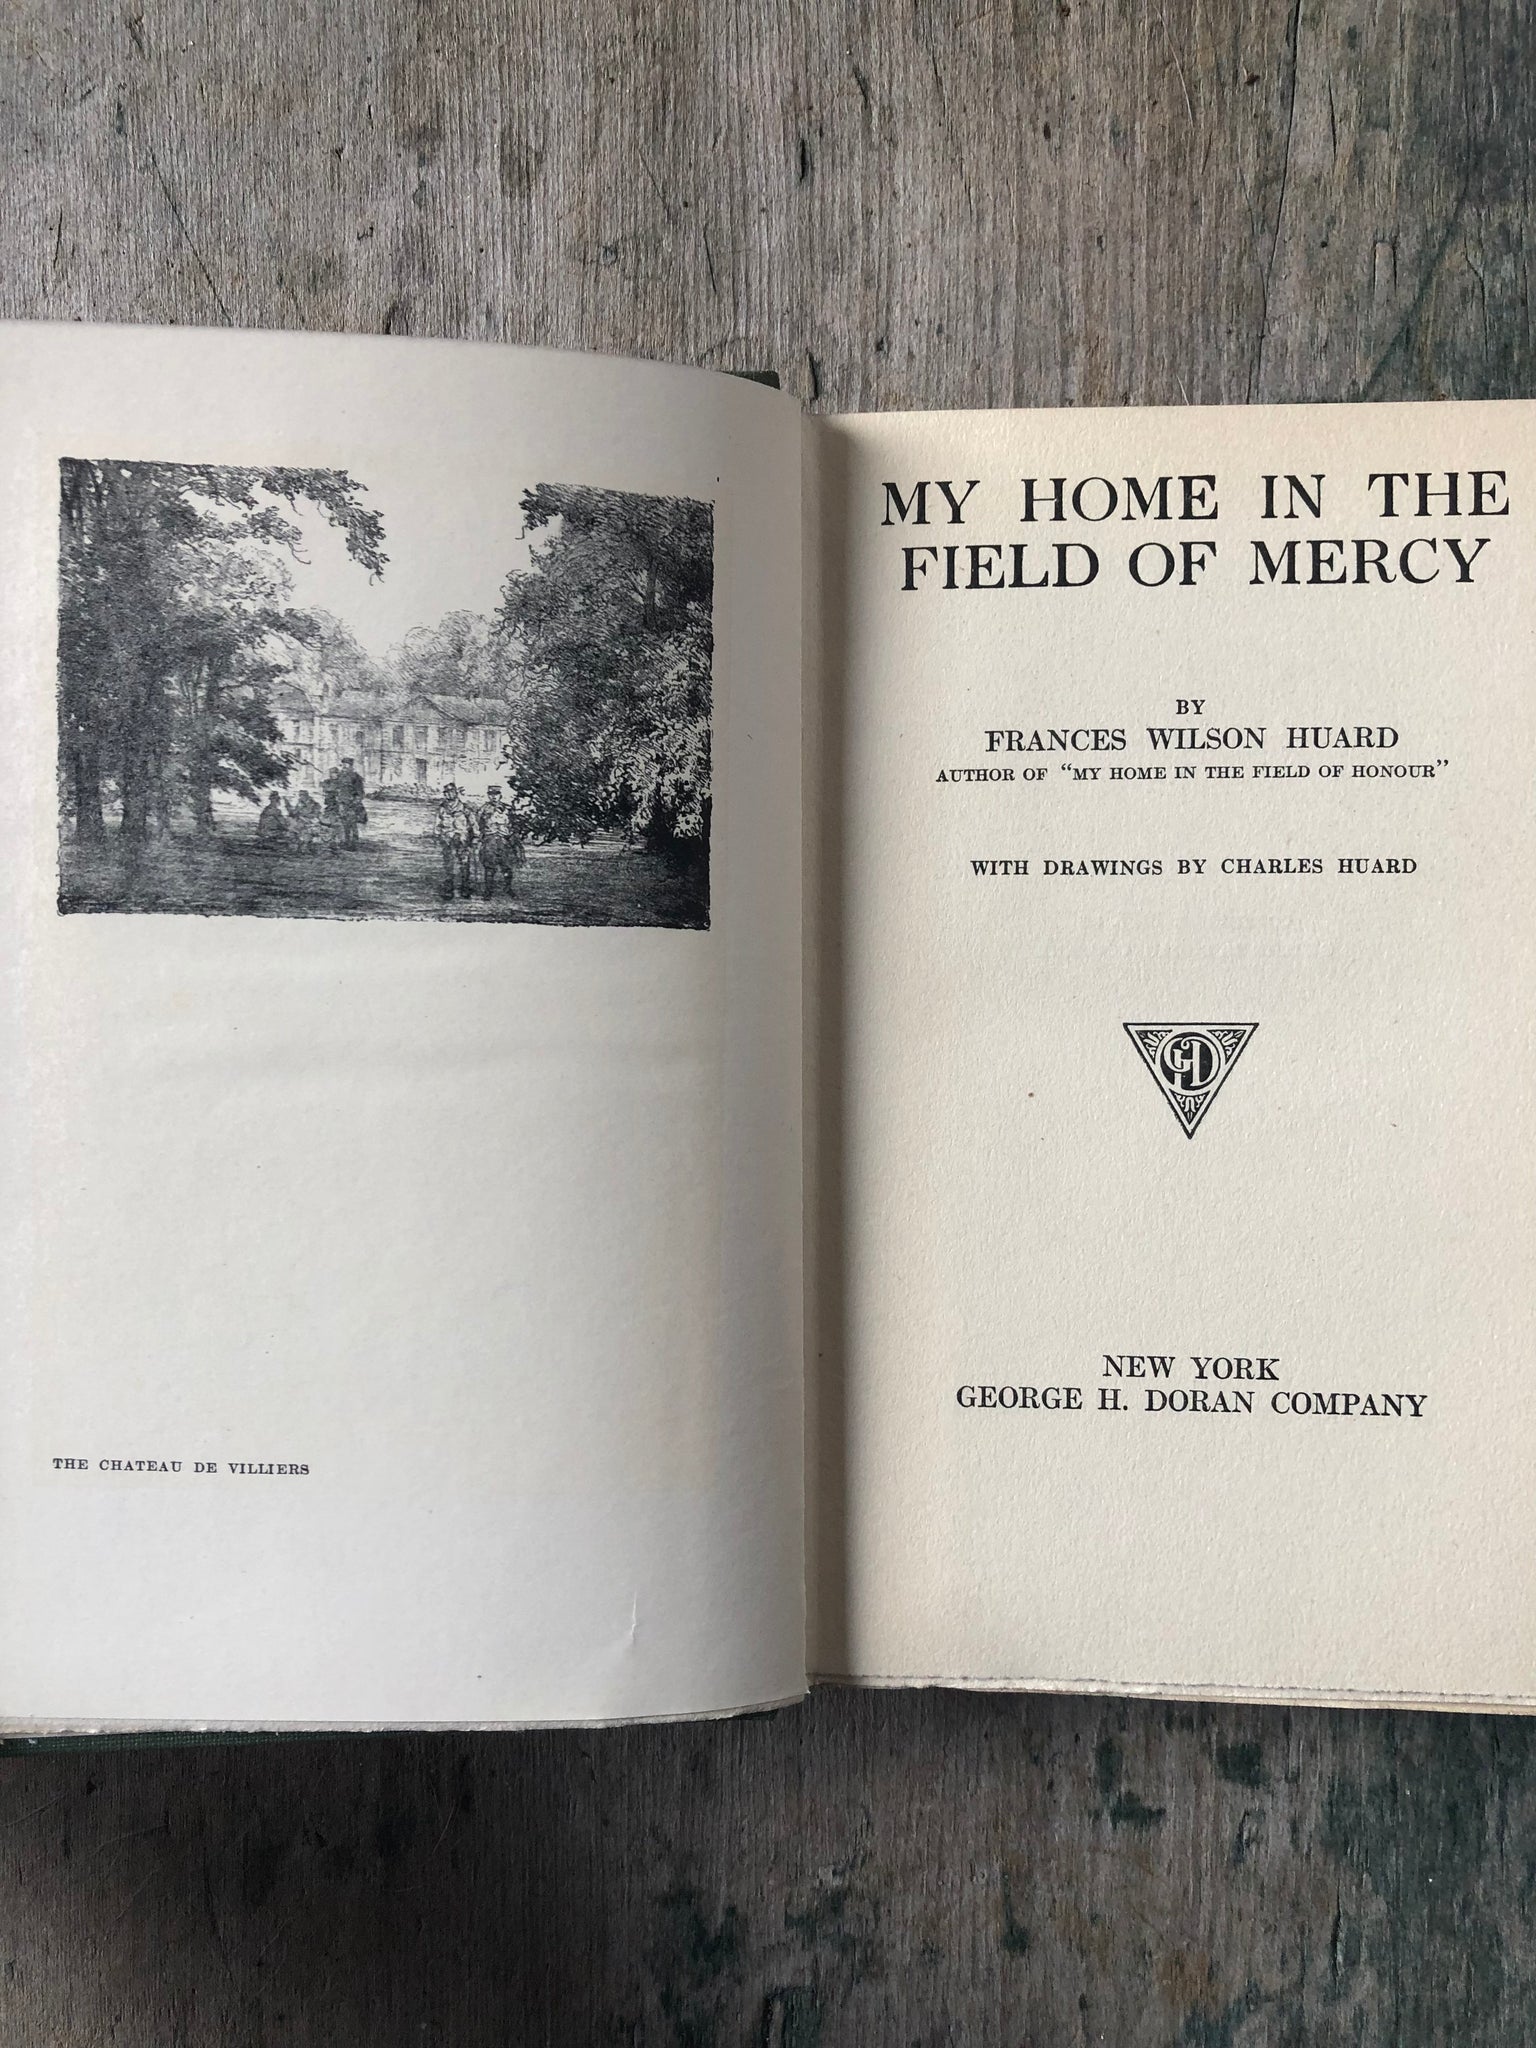 THE CHATEAU DE VILLIERS
MY HOME IN THE
FIELD OF MERCY
BY
FRANCES WILSON HUARD
AUTHOR OF "MY HOME IN THE FIELD OF HONOUR"
WITH DRAWINGS BY CHARLES HUARD
GHD
NEW YORK
GEORGE H. DORAN COMPANY